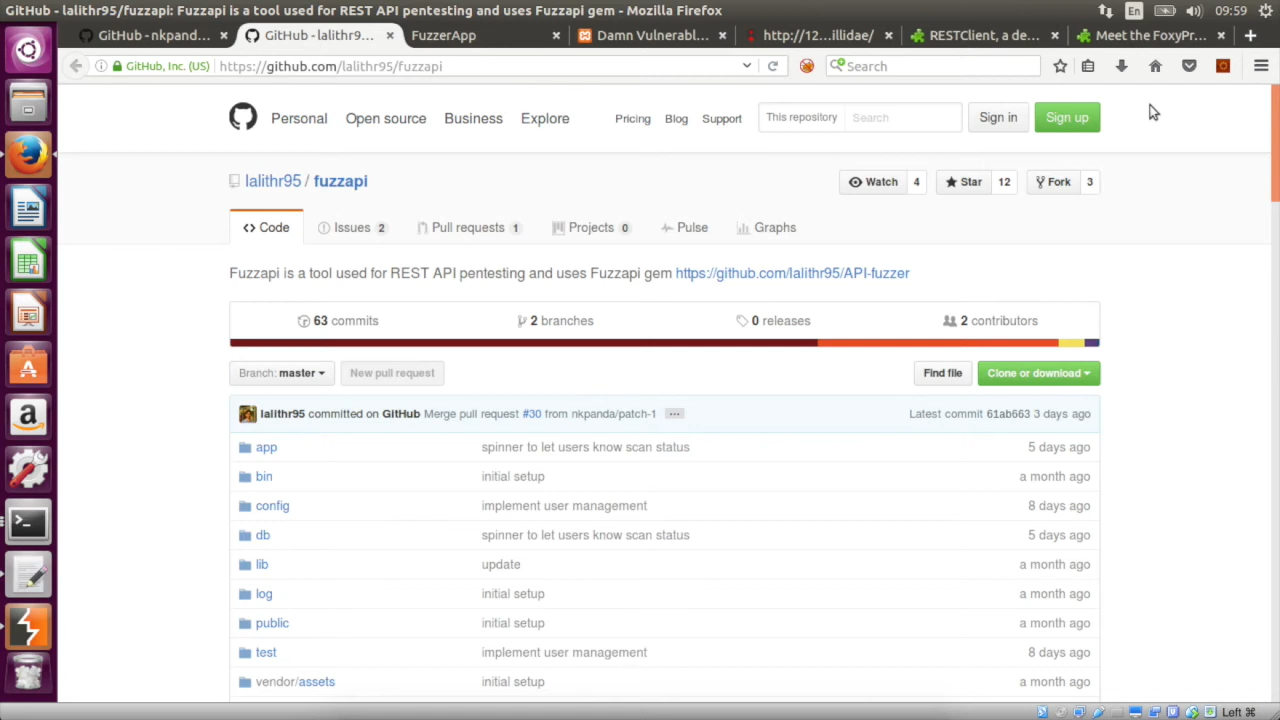 GitHub - lalithr95/fuzzapi: Fuzzapi is a tool used for REST API pentesting and uses Fuzzapi gem - Mozilla Firefox
En
09:59
GitHub - nkpand... ×
GitHub - lalithr9... ×
FuzzerApp ×
Damn Vulnerabl... ×
http://12...illidae/ ×
RESTClient, a de... ×
Meet the FoxyPr... ×
GitHub, Inc. (US)
https://github.com/lalithr95/fuzzapi
Search
Personal Open source Business Explore
Pricing Blog Support
This repository Search
Sign in
Sign up
lalithr95 / fuzzapi
Watch 4
Star 12
Fork 3
Code
Issues 2
Pull requests 1
Projects 0
Pulse
Graphs
Fuzzapi is a tool used for REST API pentesting and uses Fuzzapi gem https://github.com/lalithr95/API-fuzzer
63 commits
2 branches
0 releases
2 contributors
Branch: master
New pull request
Find file
Clone or download
lalithr95 committed on GitHub Merge pull request #30 from nkpanda/patch-1 ...
Latest commit 61ab663 3 days ago
app spinner to let users know scan status 5 days ago
bin initial setup a month ago
config implement user management 8 days ago
db spinner to let users know scan status 5 days ago
lib update a month ago
log initial setup a month ago
public initial setup a month ago
test implement user management 8 days ago
vendor/assets initial setup a month ago
Left ⌘